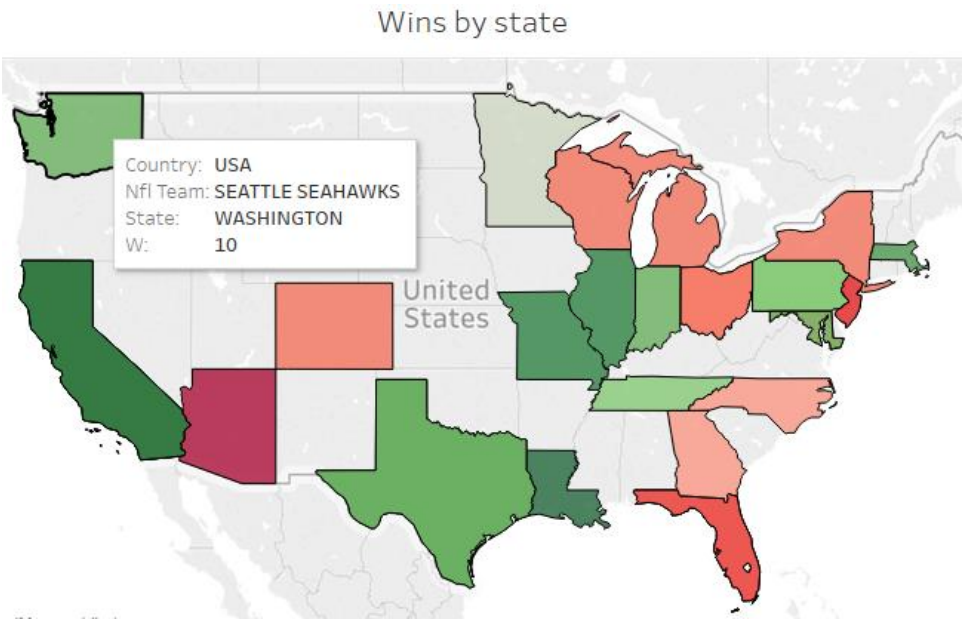 Wins by state
Country: USA
Nfl Team: SEATTLE SEAHAWKS
State: WASHINGTON
W: 10
United
States